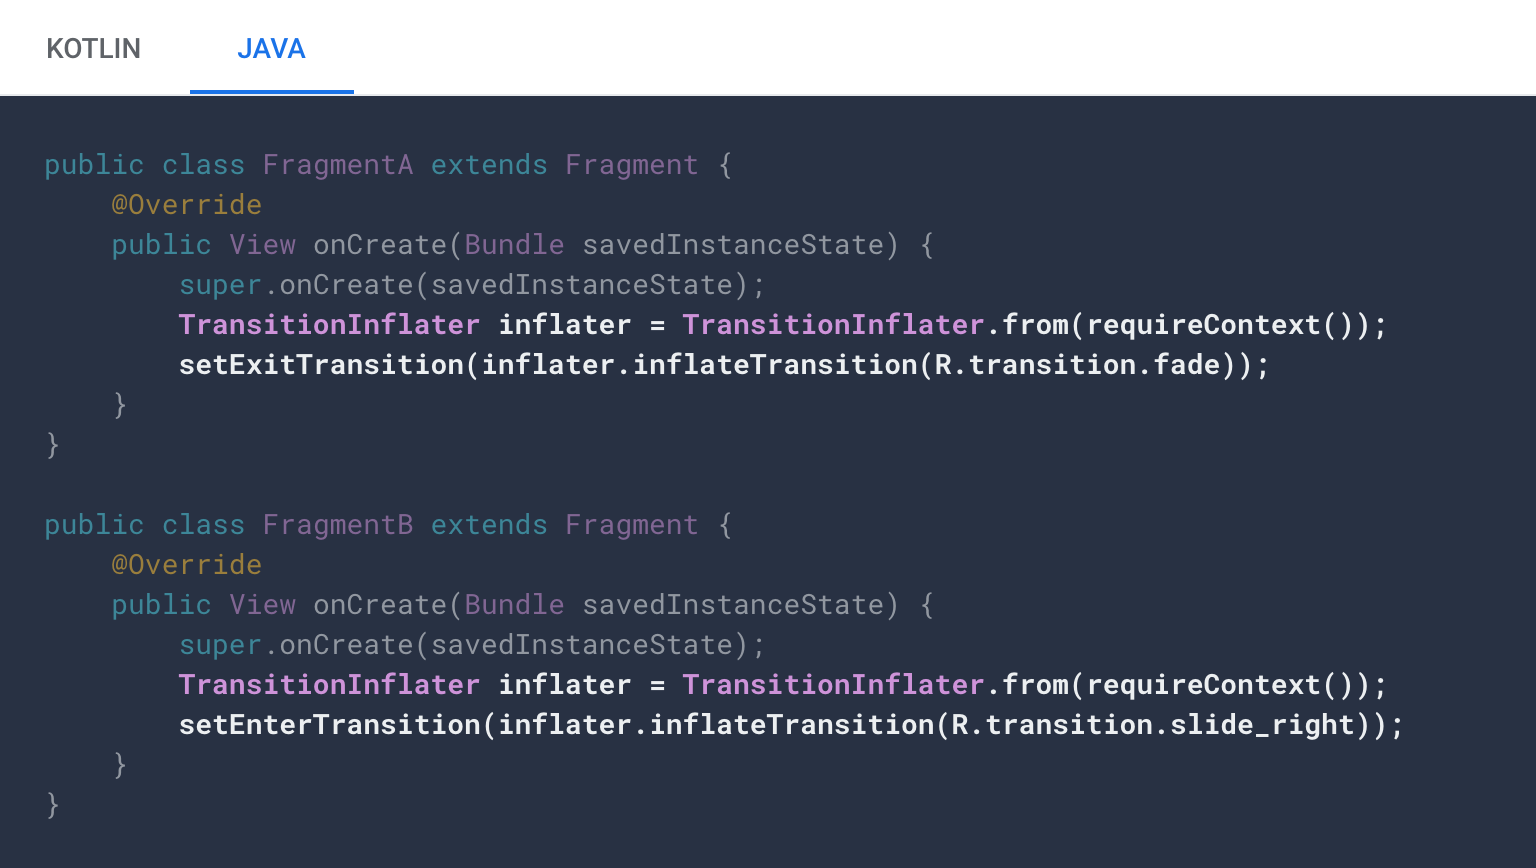 KOTLIN JAVA
public class FragmentA extends Fragment {
    @Override
    public View onCreate(Bundle savedInstanceState) {
        super.onCreate(savedInstanceState);
        TransitionInflater inflater = TransitionInflater.from(requireContext());
        setExitTransition(inflater.inflateTransition(R.transition.fade));
    }
}

public class FragmentB extends Fragment {
    @Override
    public View onCreate(Bundle savedInstanceState) {
        super.onCreate(savedInstanceState);
        TransitionInflater inflater = TransitionInflater.from(requireContext());
        setEnterTransition(inflater.inflateTransition(R.transition.slide_right));
    }
}